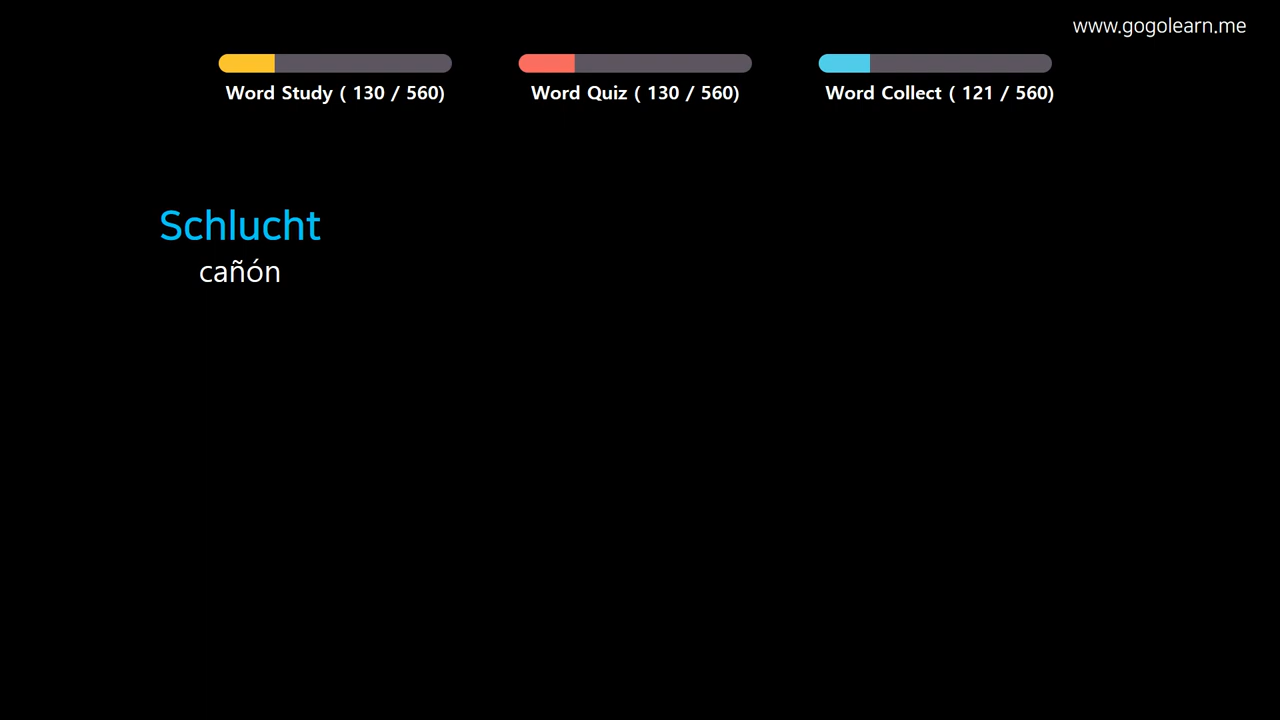 www.gogolearn.me
Word Study ( 130 / 560)
Word Quiz ( 130 / 560)
Word Collect ( 121 / 560)
Schlucht
cañón